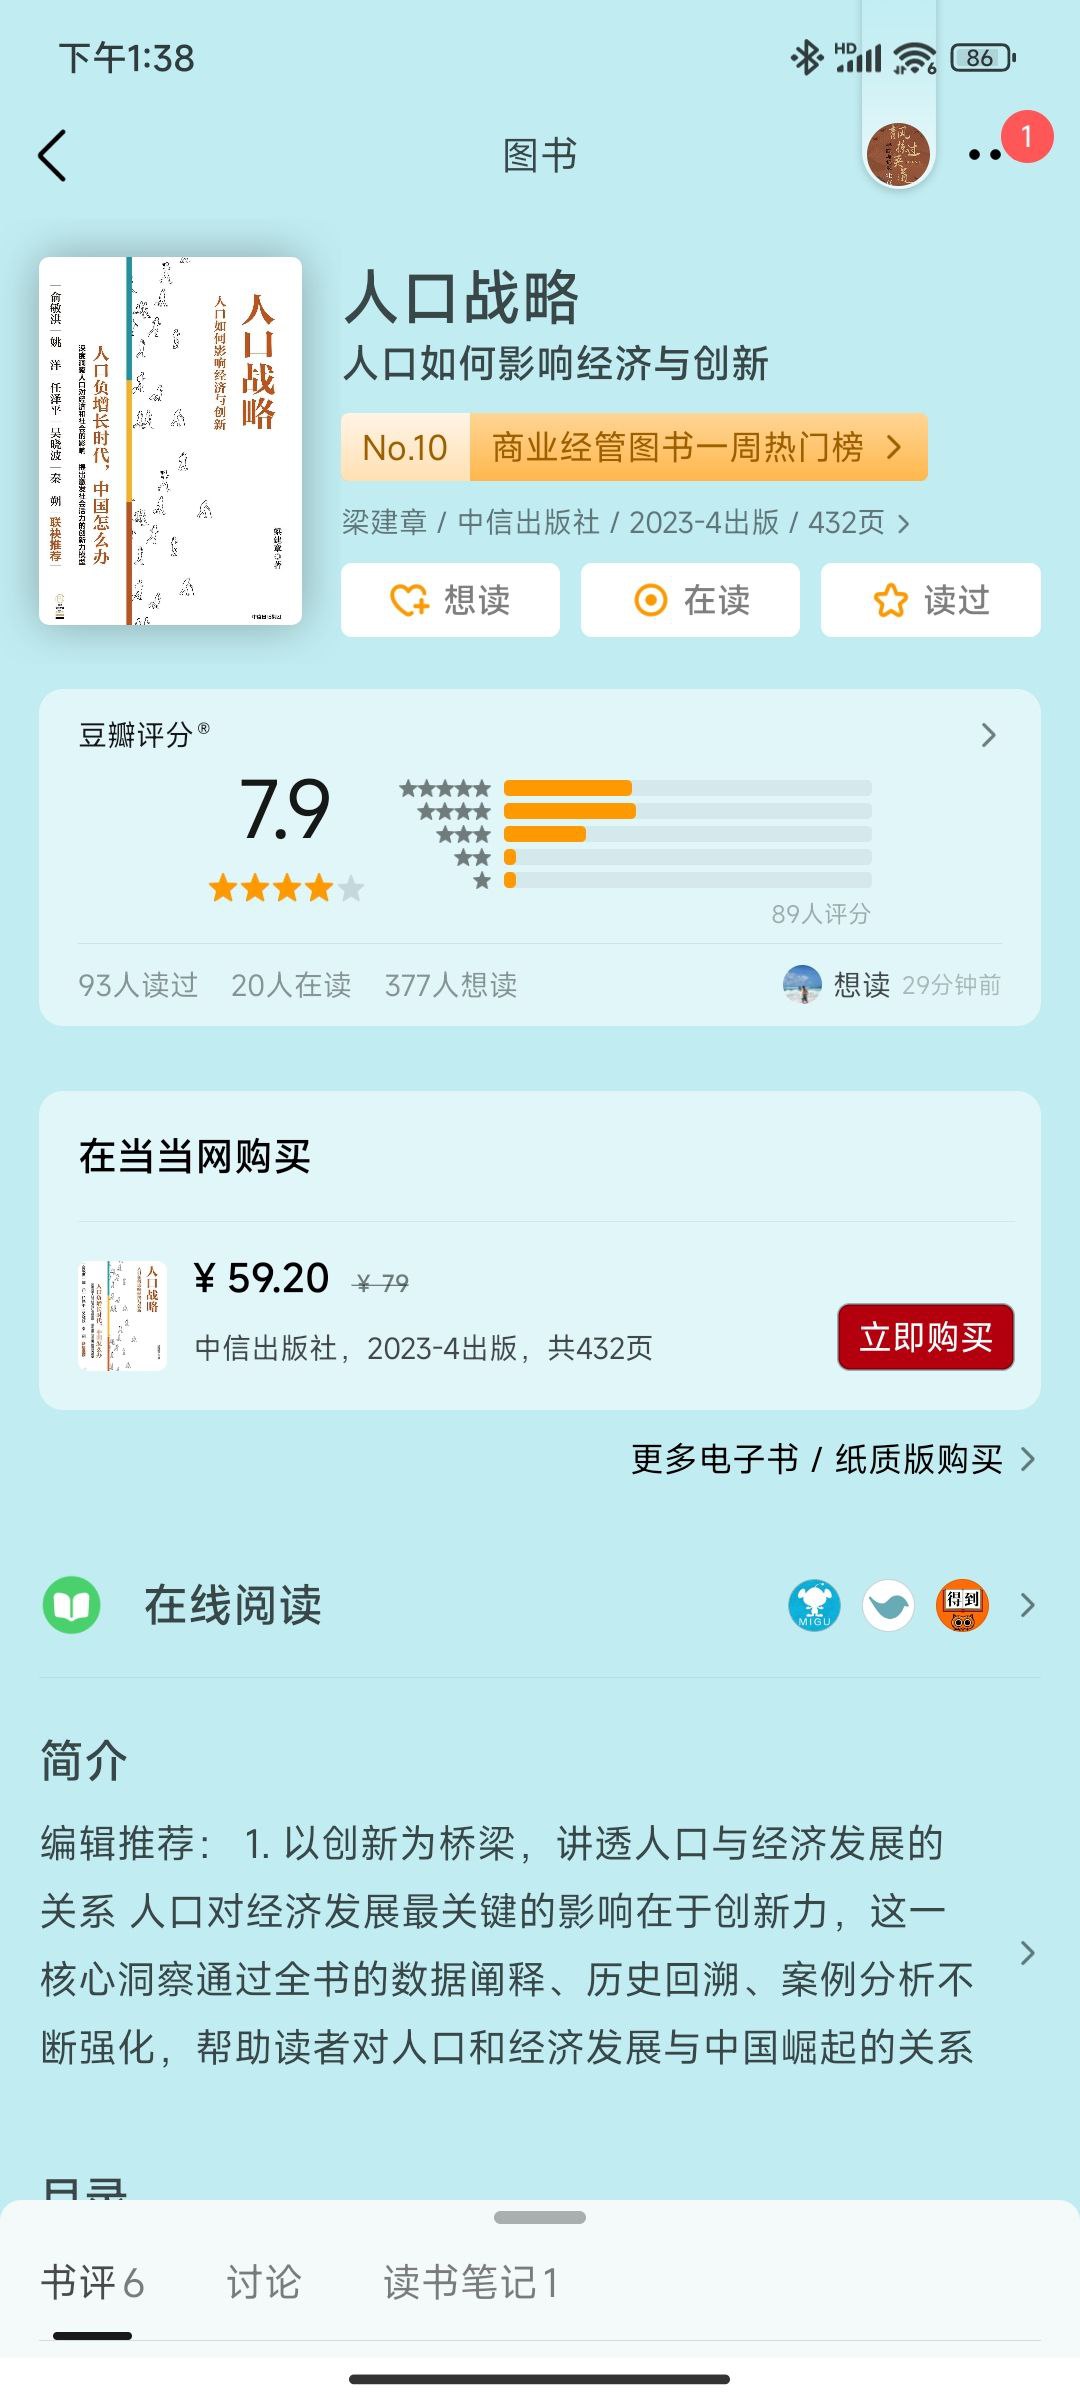 下午1:38
HD
6
86
图书
1
人口战略
人口如何影响经济与创新
人口负增长时代,中国怎么办
俞敏洪 姚 洋 任泽平 吴晓波 秦 朔 联袂推荐
梁建章 著
人口战略
人口如何影响经济与创新
No.10 商业经管图书一周热门榜
梁建章 / 中信出版社 / 2023-4出版 / 432页
想读 在读 读过
豆瓣评分®
7.9
89人评分
93人读过 20人在读 377人想读 想读 29分钟前
在当当网购买
人口战略
¥ 59.20 ¥ 79
中信出版社，2023-4出版，共432页
立即购买
更多电子书 / 纸质版购买
在线阅读
MIGU
得到
简介
编辑推荐： 1. 以创新为桥梁，讲透人口与经济发展的
关系 人口对经济发展最关键的影响在于创新力，这一
核心洞察通过全书的数据阐释、历史回溯、案例分析不
断强化，帮助读者对人口和经济发展与中国崛起的关系
目录
书评 6 讨论 读书笔记 1